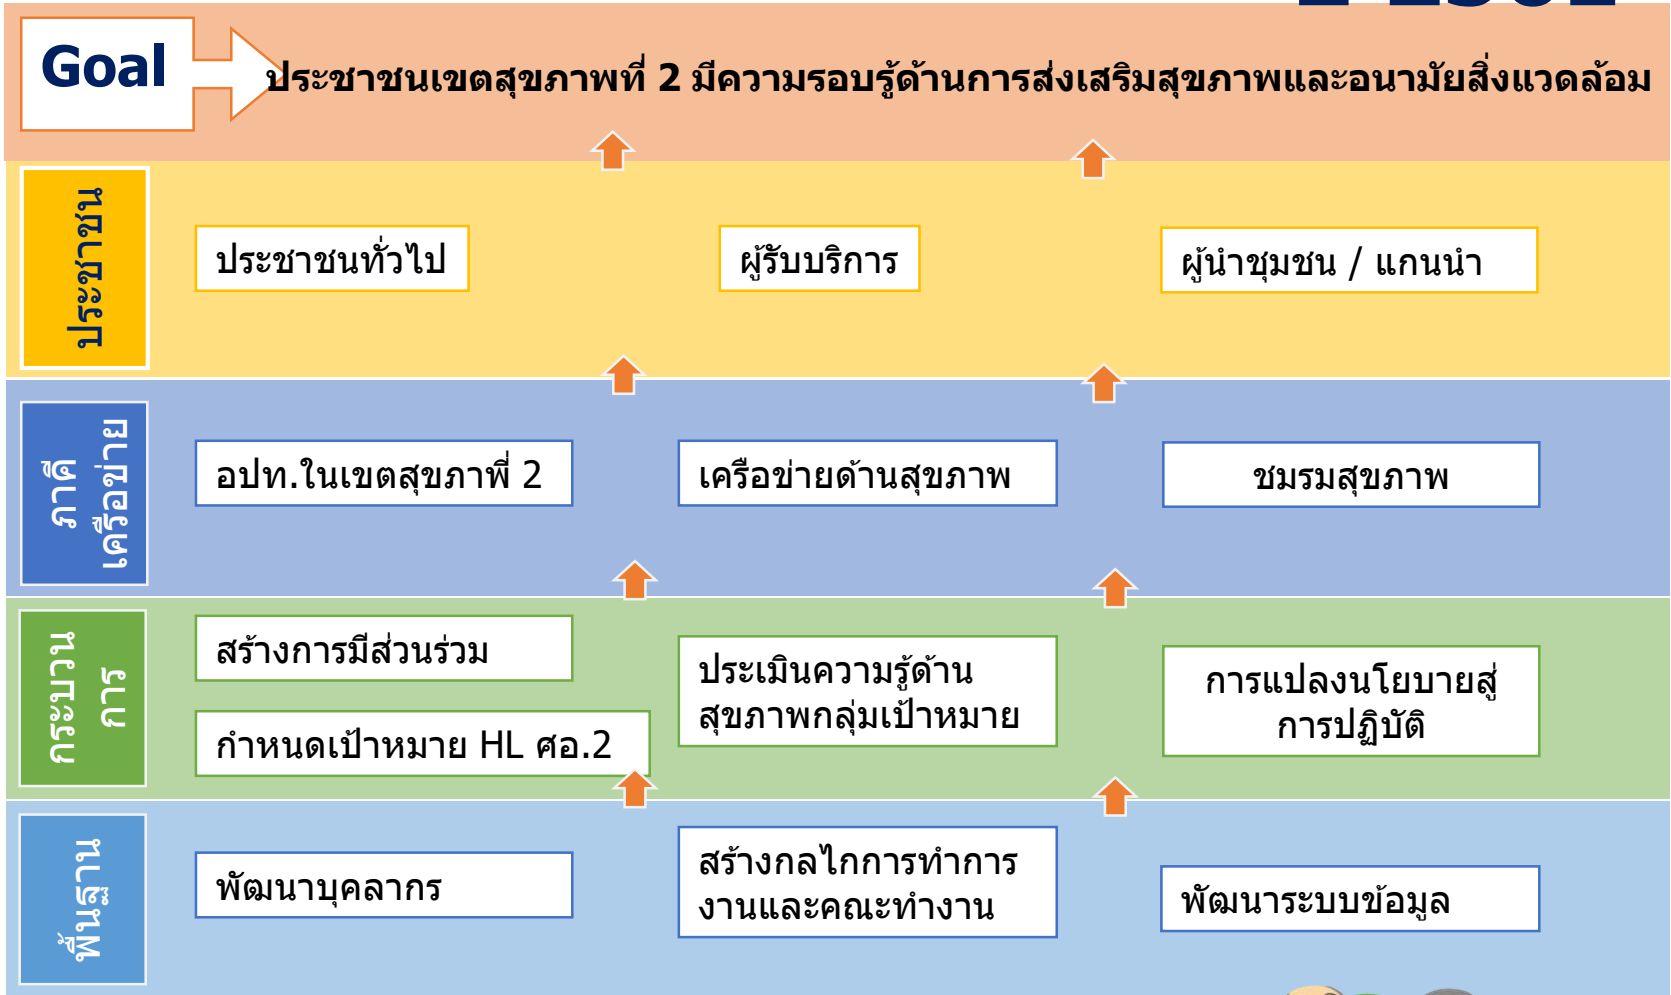 Goal
ประชาชนเขตสุขภาพที่ 2 มีความรอบรู้ด้านการส่งเสริมสุขภาพและอนามัยสิ่งแวดล้อม
ประชาชน
ประชาชนทั่วไป
ผู้รับบริการ
ผู้นำชุมชน / แกนนำ
ภาคี
เครือข่าย
อปท.ในเขตสุขภาพี่ 2
เครือข่ายด้านสุขภาพ
ชมรมสุขภาพ
กระบวน
การ
สร้างการมีส่วนร่วม
กำหนดเป้าหมาย HL ศอ.2
ประเมินความรู้ด้าน
สุขภาพกลุ่มเป้าหมาย
การแปลงนโยบายสู่
การปฏิบัติ
พื้นฐาน
พัฒนาบุคลากร
สร้างกลไกการทำการ
งานและคณะทำงาน
พัฒนาระบบข้อมูล